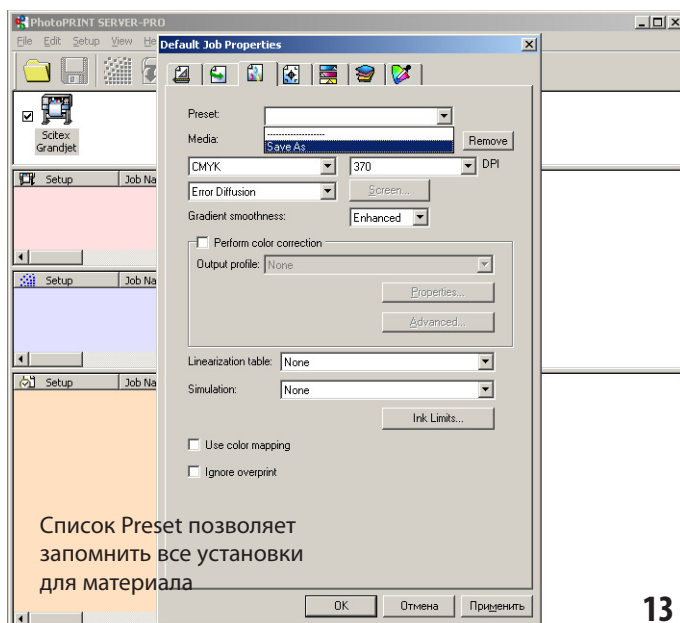 PhotoPRINT SERVER-PRO
File Edit Setup View He
Default Job Properties
Scitex
Grandjet
Preset:
--------------------
Save As
Media:
Remove
CMYK 370 DPI
Error Diffusion Screen...
Gradient smoothness: Enhanced
Perform color correction
Output profile: None
Properties...
Advanced...
Linearization table: None
Simulation: None
Ink Limits...
Use color mapping
Ignore overprint
Setup Job Na
Setup Job Na
Setup Job Na
Список Preset позволяет
запомнить все установки
для материала
OK Отмена Применить
13